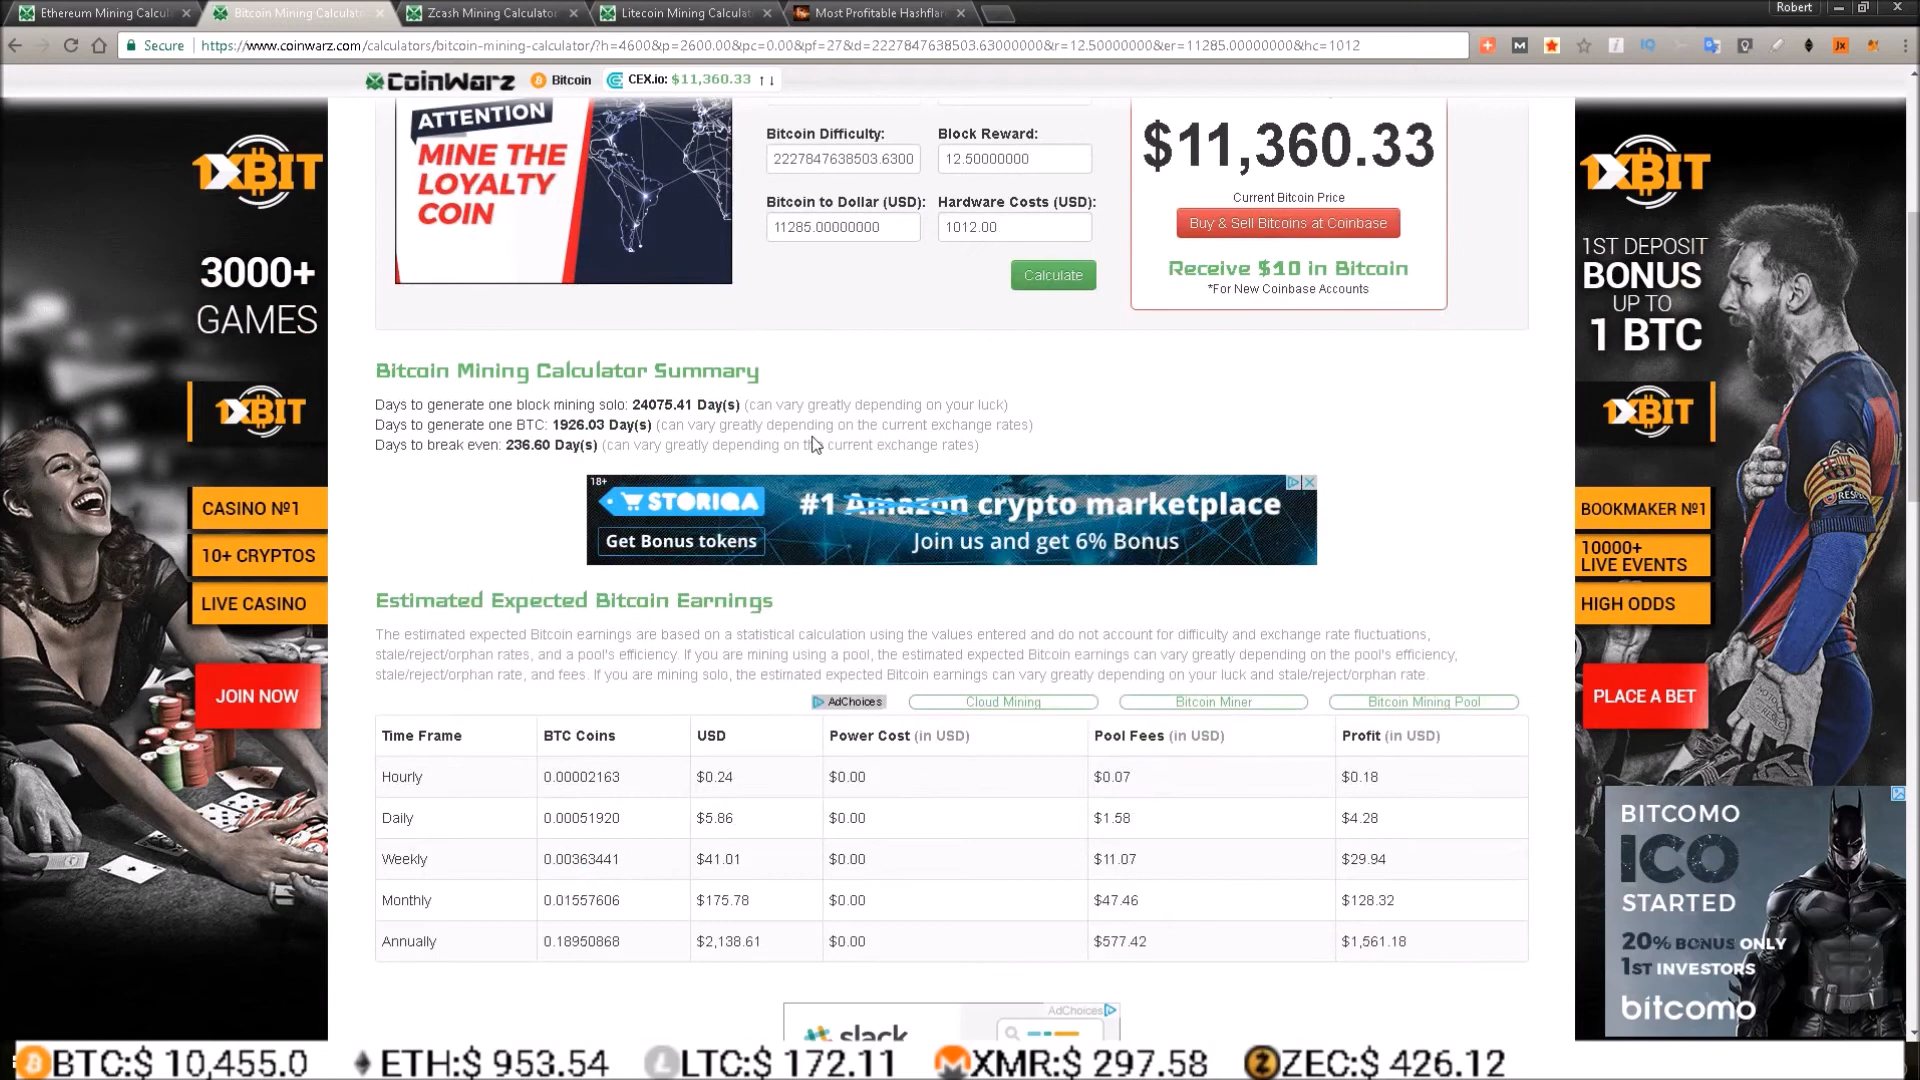 Ethereum Mining Calcul
Bitcoin Mining Calculato
Zcash Mining Calculator
Litecoin Mining Calculat
Most Profitable Hashflar
Robert
Secure
https://www.coinwarz.com/calculators/bitcoin-mining-calculator/?h=4600&p=2600.00&pc=0.00&pf=27&d=2227847638503.63000000&r=12.50000000&er=11285.00000000&hc=1012
CoinWarz
Bitcoin
CEX.io: $11,360.33 ↑↓
ATTENTION
MINE THE
LOYALTY
COIN
Bitcoin Difficulty:
Block Reward:
2227847638503.6300
12.50000000
Bitcoin to Dollar (USD):
Hardware Costs (USD):
11285.00000000
1012.00
Calculate
$11,360.33
Current Bitcoin Price
Buy & Sell Bitcoins at Coinbase
Receive $10 in Bitcoin
*For New Coinbase Accounts
1XBIT
3000+
GAMES
1XBIT
CASINO №1
10+ CRYPTOS
LIVE CASINO
JOIN NOW
1XBIT
1ST DEPOSIT
BONUS
UP TO
1 BTC
1XBIT
BOOKMAKER №1
10000+
LIVE EVENTS
HIGH ODDS
PLACE A BET
Bitcoin Mining Calculator Summary
Days to generate one block mining solo: 24075.41 Day(s) (can vary greatly depending on your luck)
Days to generate one BTC: 1926.03 Day(s) (can vary greatly depending on the current exchange rates)
Days to break even: 236.60 Day(s) (can vary greatly depending on the current exchange rates)
18+
STORIQA
Get Bonus tokens
#1 Amazon crypto marketplace
Join us and get 6% Bonus
Estimated Expected Bitcoin Earnings
The estimated expected Bitcoin earnings are based on a statistical calculation using the values entered and do not account for difficulty and exchange rate fluctuations,
stale/reject/orphan rates, and a pool's efficiency. If you are mining using a pool, the estimated expected Bitcoin earnings can vary greatly depending on the pool's efficiency,
stale/reject/orphan rate, and fees. If you are mining solo, the estimated expected Bitcoin earnings can vary greatly depending on your luck and stale/reject/orphan rate.
AdChoices
Cloud Mining
Bitcoin Miner
Bitcoin Mining Pool
Time Frame BTC Coins USD Power Cost (in USD) Pool Fees (in USD) Profit (in USD)
Hourly 0.00002163 $0.24 $0.00 $0.07 $0.18
Daily 0.00051920 $5.86 $0.00 $1.58 $4.28
Weekly 0.00363441 $41.01 $0.00 $11.07 $29.94
Monthly 0.01557606 $175.78 $0.00 $47.46 $128.32
Annually 0.18950868 $2,138.61 $0.00 $577.42 $1,561.18
AdChoices
slack
BITCOMO
ICO
STARTED
20% BONUS ONLY
1ST INVESTORS
bitcomo
BTC:$ 10,455.0
ETH:$ 953.54
LTC:$ 172.11
XMR:$ 297.58
ZEC:$ 426.12